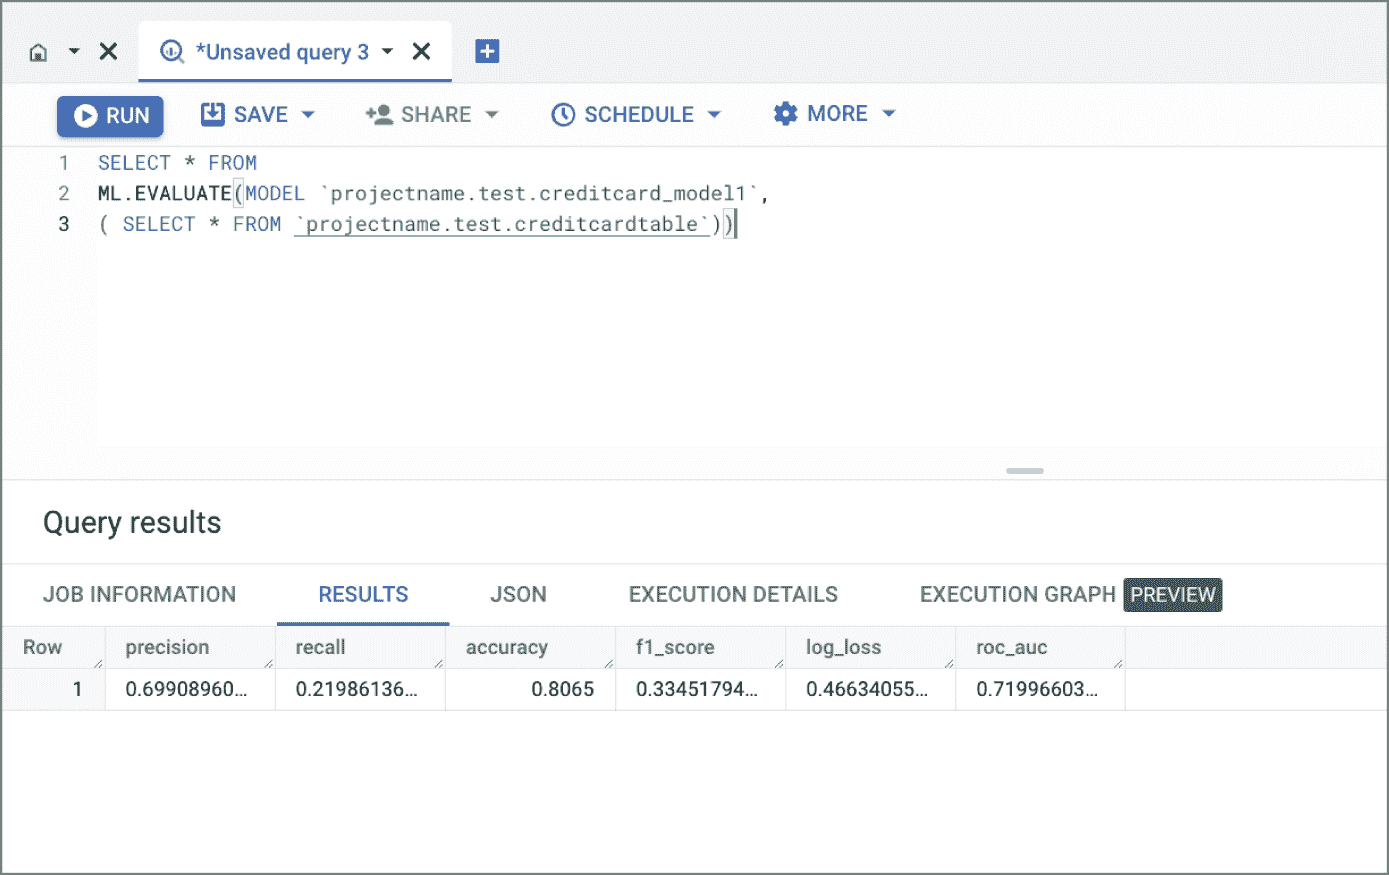 *Unsaved query 3
RUN SAVE SHARE SCHEDULE MORE
1 SELECT * FROM
2 ML.EVALUATE(MODEL `projectname.test.creditcard_model1`,
3 ( SELECT * FROM `projectname.test.creditcardtable`))
Query results
JOB INFORMATION RESULTS JSON EXECUTION DETAILS EXECUTION GRAPH PREVIEW
Row precision recall accuracy f1_score log_loss roc_auc
1 0.69908960... 0.21986136... 0.8065 0.33451794... 0.46634055... 0.71996603...